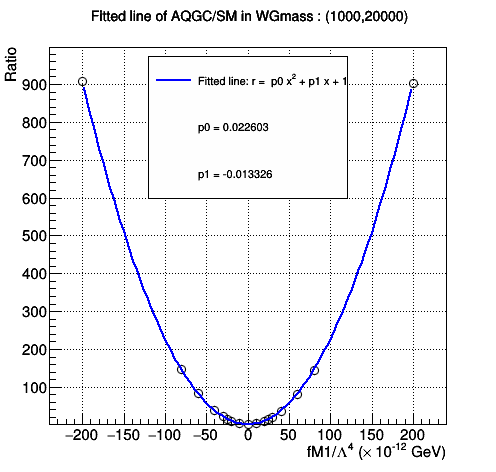 FItted line of AQGC/SM in WGmass : (1000,20000)
Ratio
Fitted line: r = p0 x² + p1 x + 1
p0 = 0.022603
p1 = -0.013326
900
800
700
600
500
400
300
200
100
−200 −150 −100 −50 0 50 100 150 200
fM1/Λ⁴ (× 10⁻¹² GeV)